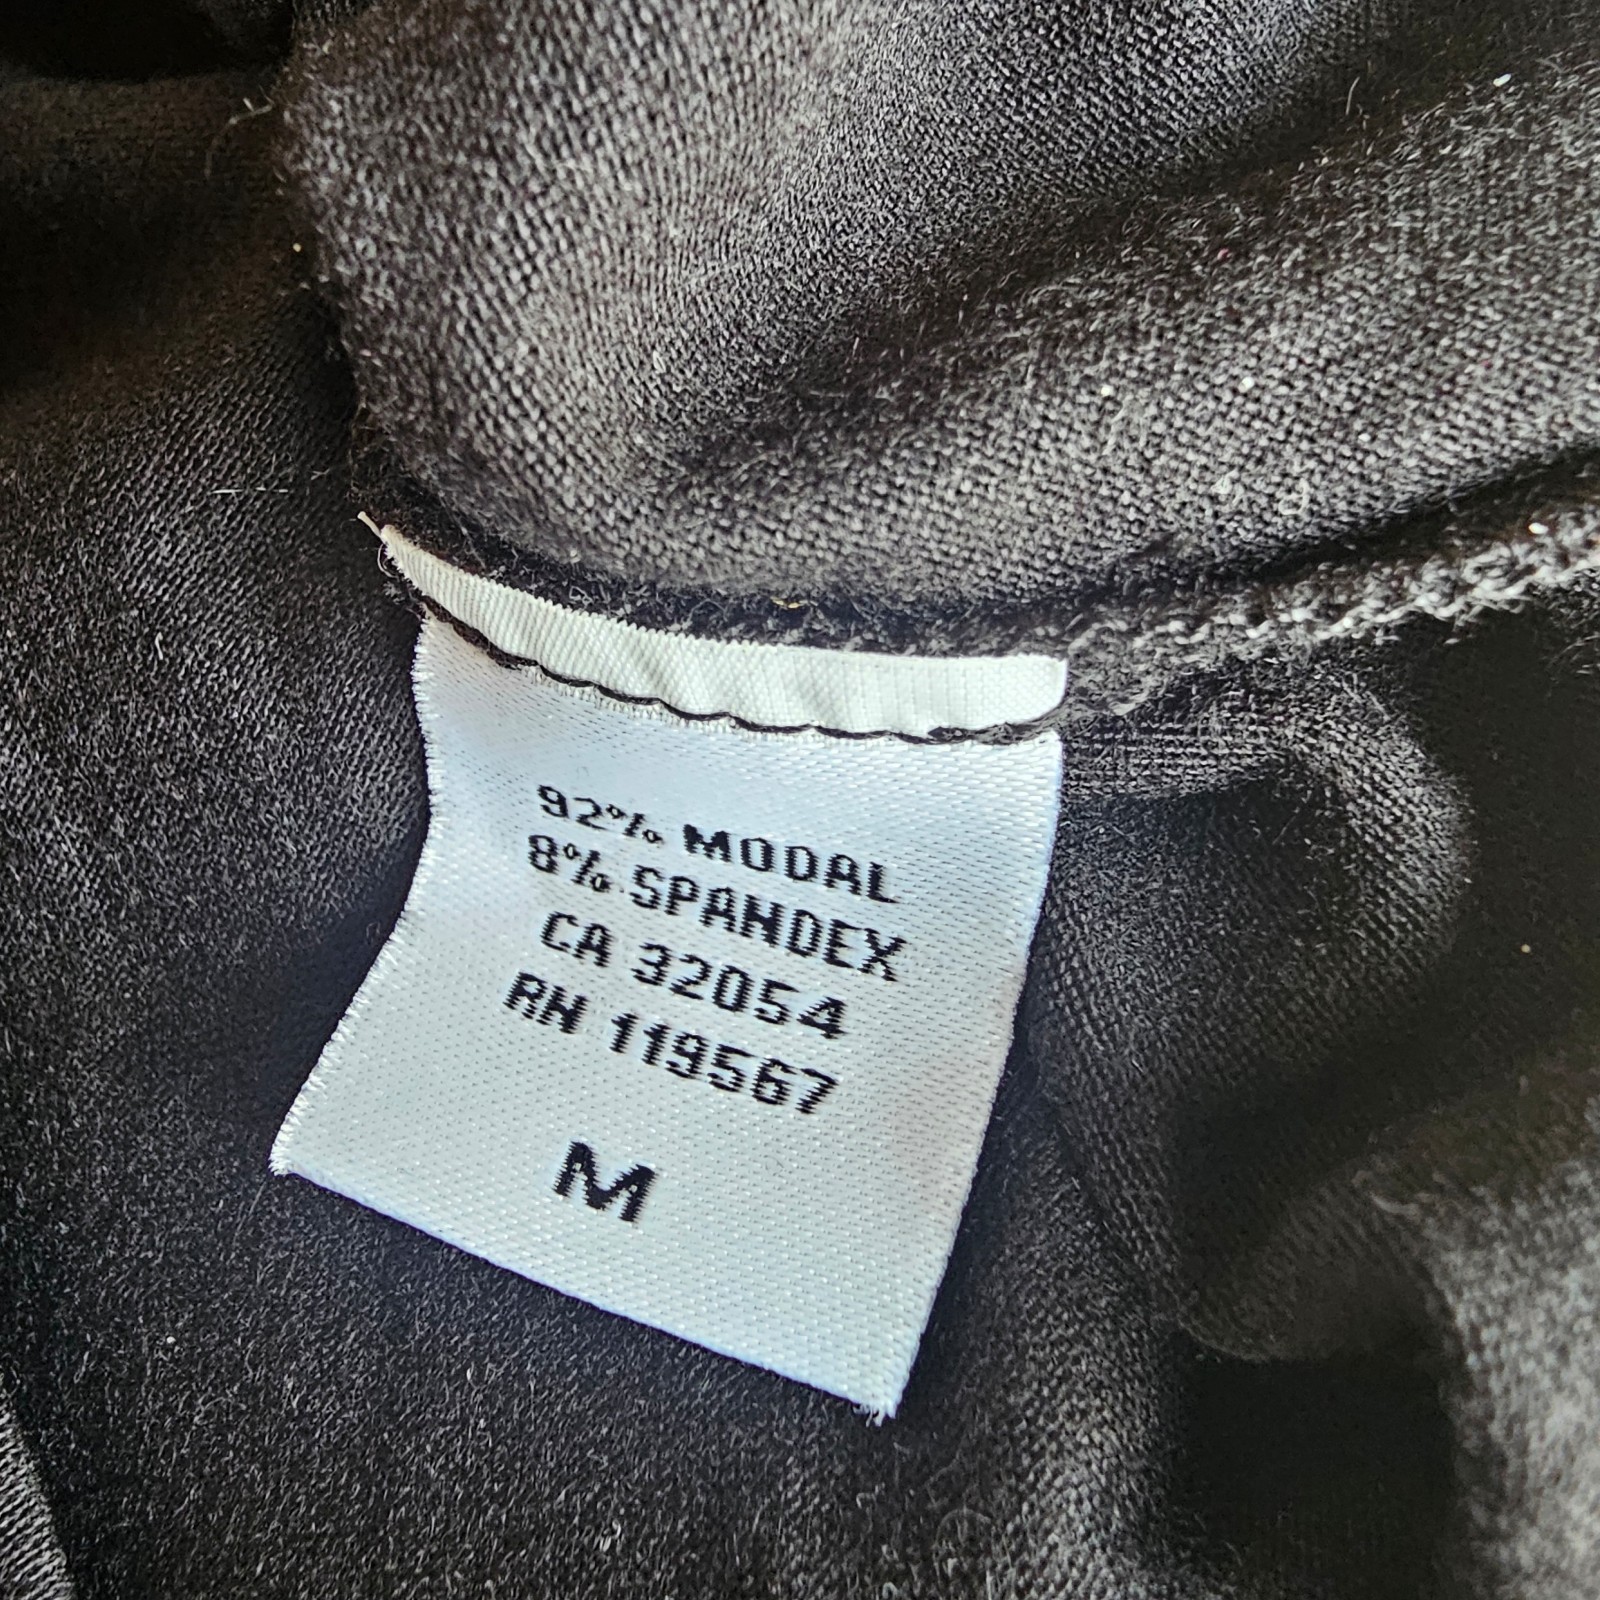 92% MODAL
8% SPANDEX
CA 32054
RN 119567
M